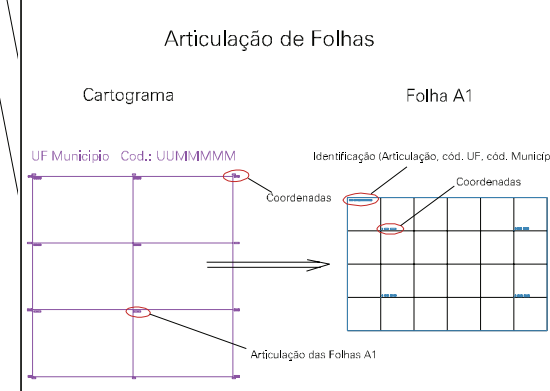 Articulação de Folhas
Cartograma
Folha A1
UF Municipio Cod.: UUMMMMM
Identificação (Articulação, cód. UF, cód. Municíp
Coordenadas
Coordenadas
Articulação das Folhas A1